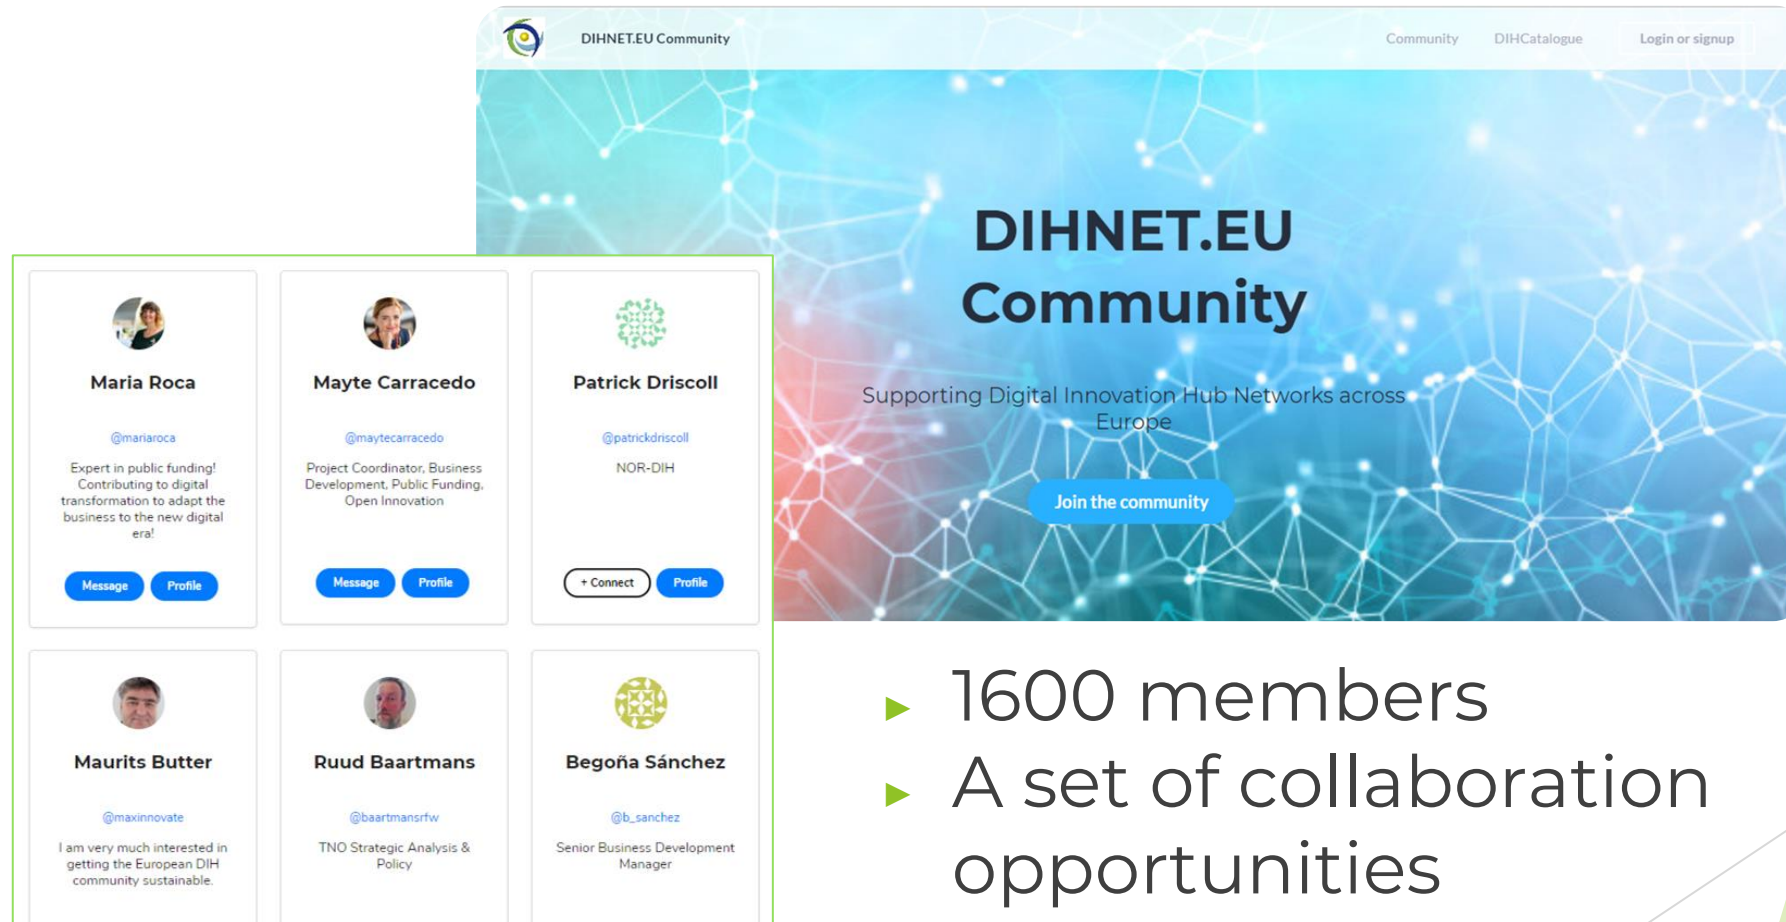 DIHNET.EU Community
Community
DIHCatalogue
Login or signup
DIHNET.EU
Community
Supporting Digital Innovation Hub Networks across
Europe
Join the community
Maria Roca
@mariaroca
Expert in public funding!
Contributing to digital
transformation to adapt the
business to the new digital
era!
Message
Profile
Mayte Carracedo
@maytecarracedo
Project Coordinator, Business
Development, Public Funding,
Open Innovation
Message
Profile
Patrick Driscoll
@patrickdriscoll
NOR-DIH
+ Connect
Profile
Maurits Butter
@maxinnovate
I am very much interested in
getting the European DIH
community sustainable.
Ruud Baartmans
@baartmansrfw
TNO Strategic Analysis &
Policy
Begoña Sánchez
@b_sanchez
Senior Business Development
Manager
► 1600 members
► A set of collaboration
opportunities